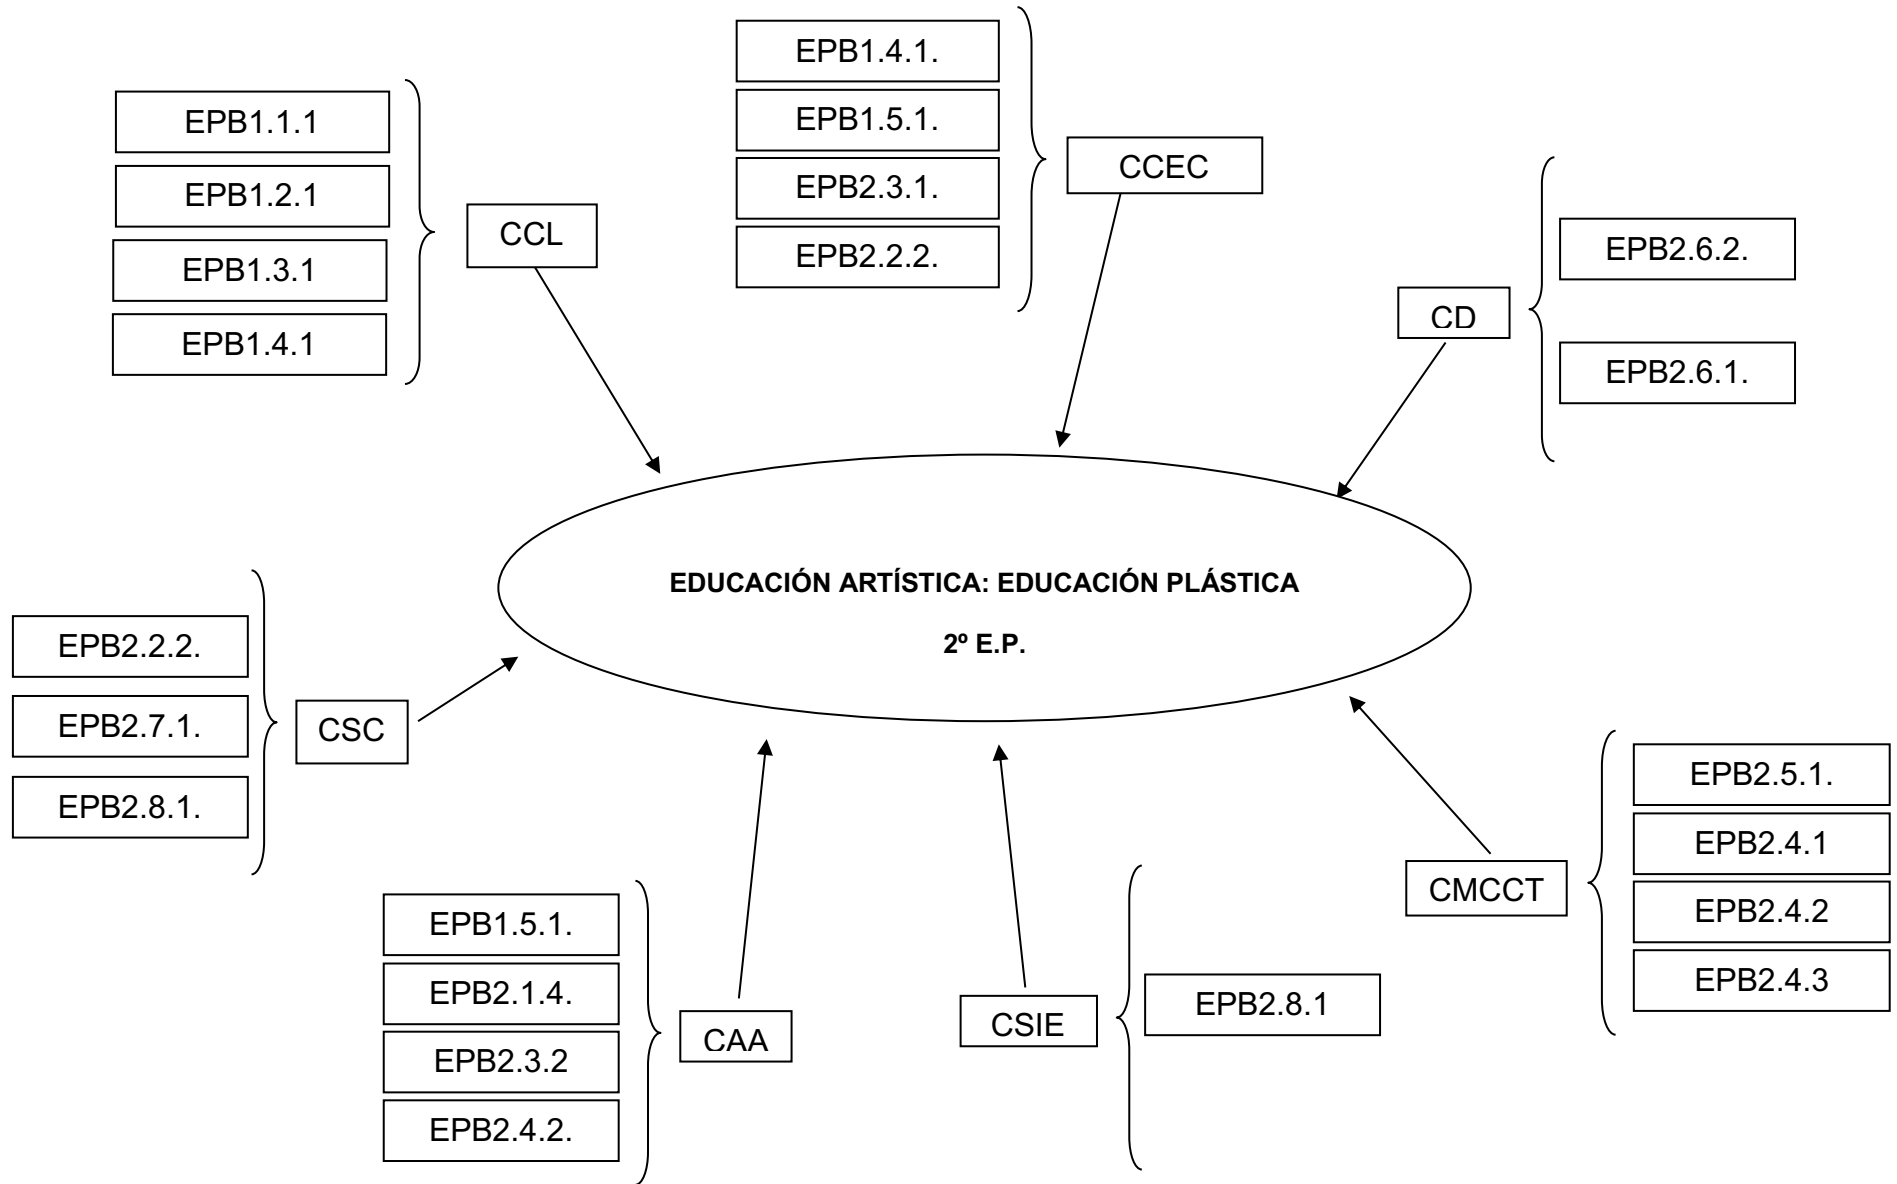 EPB1.4.1.
EPB1.5.1.
EPB2.3.1.
EPB2.2.2.
CCEC
EPB1.1.1
EPB1.2.1
EPB1.3.1
EPB1.4.1
CCL
CD
EPB2.6.2.
EPB2.6.1.
EDUCACIÓN ARTÍSTICA: EDUCACIÓN PLÁSTICA
2º E.P.
EPB2.2.2.
EPB2.7.1.
EPB2.8.1.
CSC
EPB1.5.1.
EPB2.1.4.
EPB2.3.2
EPB2.4.2.
CAA
CSIE
EPB2.8.1
CMCCT
EPB2.5.1.
EPB2.4.1
EPB2.4.2
EPB2.4.3